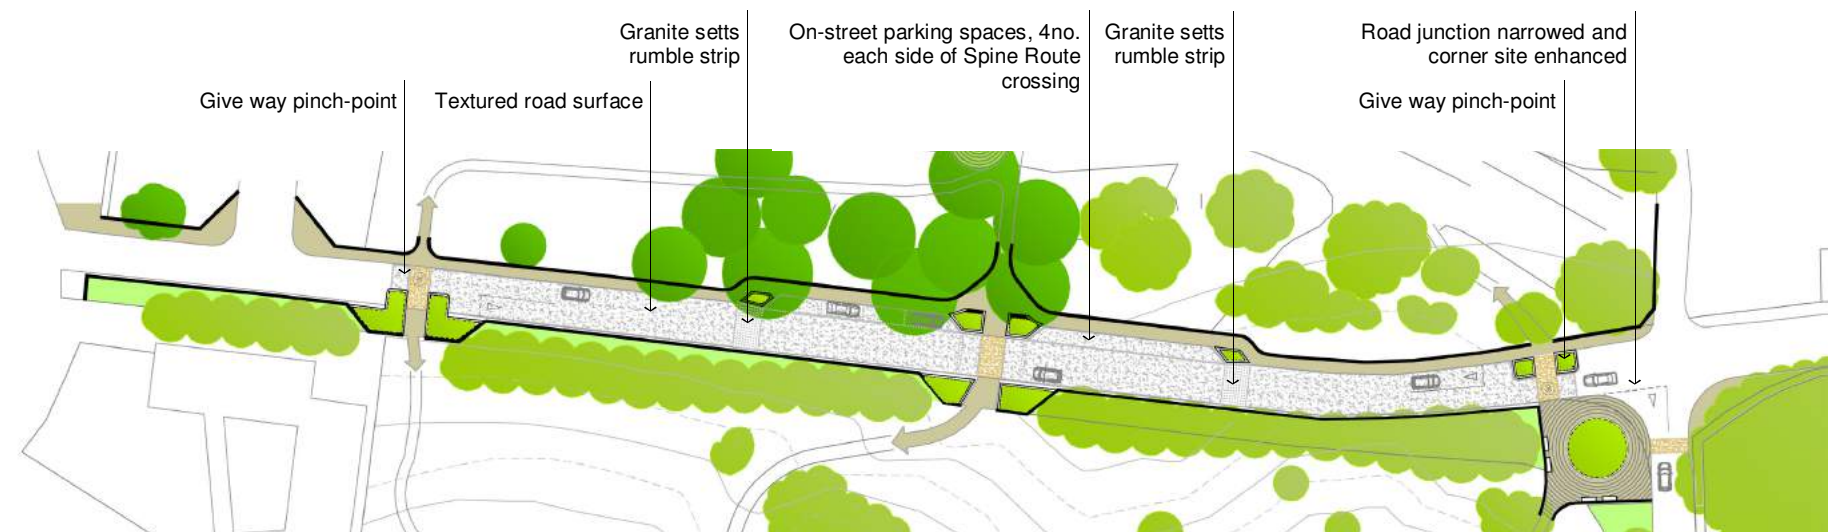 Granite setts
rumble strip
On-street parking spaces, 4no.
each side of Spine Route
crossing
Granite setts
rumble strip
Road junction narrowed and
corner site enhanced
Give way pinch-point
Textured road surface
Give way pinch-point